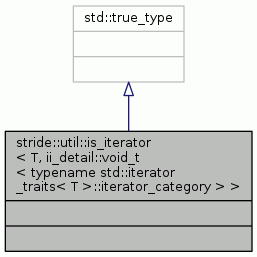 std::true_type
stride::util::is_iterator
< T, ii_detail::void_t
< typename std::iterator
_traits< T >::iterator_category > >